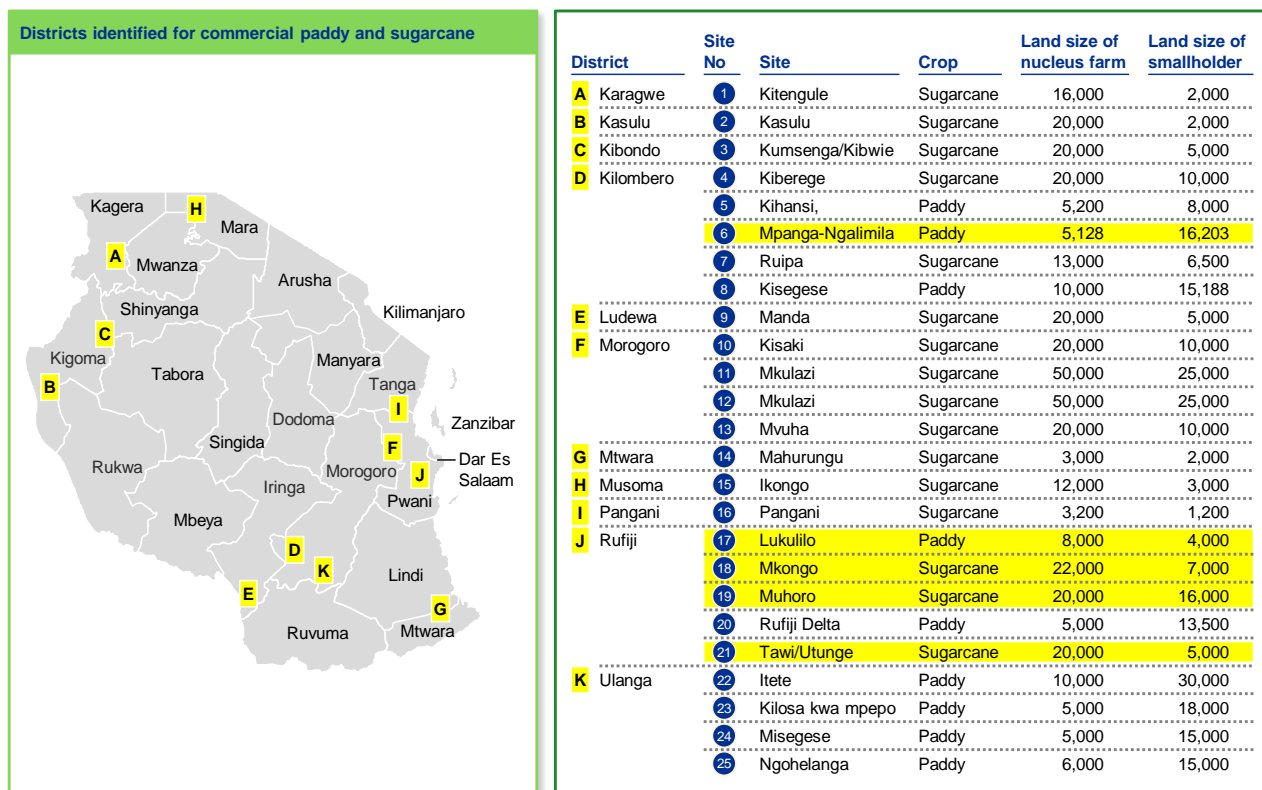 Districts identified for commercial paddy and sugarcane
Kagera
H
Mara
A
Mwanza
Arusha
Shinyanga
Kilimanjaro
C
Kigoma
Manyara
Tabora
Tanga
B
I
Dodoma
Zanzibar
Singida
F
Rukwa
Morogoro
J
Dar Es
Salaam
Iringa
Pwani
Mbeya
D
K
Lindi
E
G
Ruvuma
Mtwara
District Site No Site Crop Land size of nucleus farm Land size of smallholder
A Karagwe 1 Kitengule Sugarcane 16,000 2,000
B Kasulu 2 Kasulu Sugarcane 20,000 2,000
C Kibondo 3 Kumsenga/Kibwie Sugarcane 20,000 5,000
D Kilombero 4 Kiberege Sugarcane 20,000 10,000
5 Kihansi, Paddy 5,200 8,000
6 Mpanga-Ngalimila Paddy 5,128 16,203
7 Ruipa Sugarcane 13,000 6,500
8 Kisegese Paddy 10,000 15,188
E Ludewa 9 Manda Sugarcane 20,000 5,000
F Morogoro 10 Kisaki Sugarcane 20,000 10,000
11 Mkulazi Sugarcane 50,000 25,000
12 Mkulazi Sugarcane 50,000 25,000
13 Mvuha Sugarcane 20,000 10,000
G Mtwara 14 Mahurungu Sugarcane 3,000 2,000
H Musoma 15 Ikongo Sugarcane 12,000 3,000
I Pangani 16 Pangani Sugarcane 3,200 1,200
J Rufiji 17 Lukulilo Paddy 8,000 4,000
18 Mkongo Sugarcane 22,000 7,000
19 Muhoro Sugarcane 20,000 16,000
20 Rufiji Delta Paddy 5,000 13,500
21 Tawi/Utunge Sugarcane 20,000 5,000
K Ulanga 22 Itete Paddy 10,000 30,000
23 Kilosa kwa mpepo Paddy 5,000 18,000
24 Misegese Paddy 5,000 15,000
25 Ngohelanga Paddy 6,000 15,000